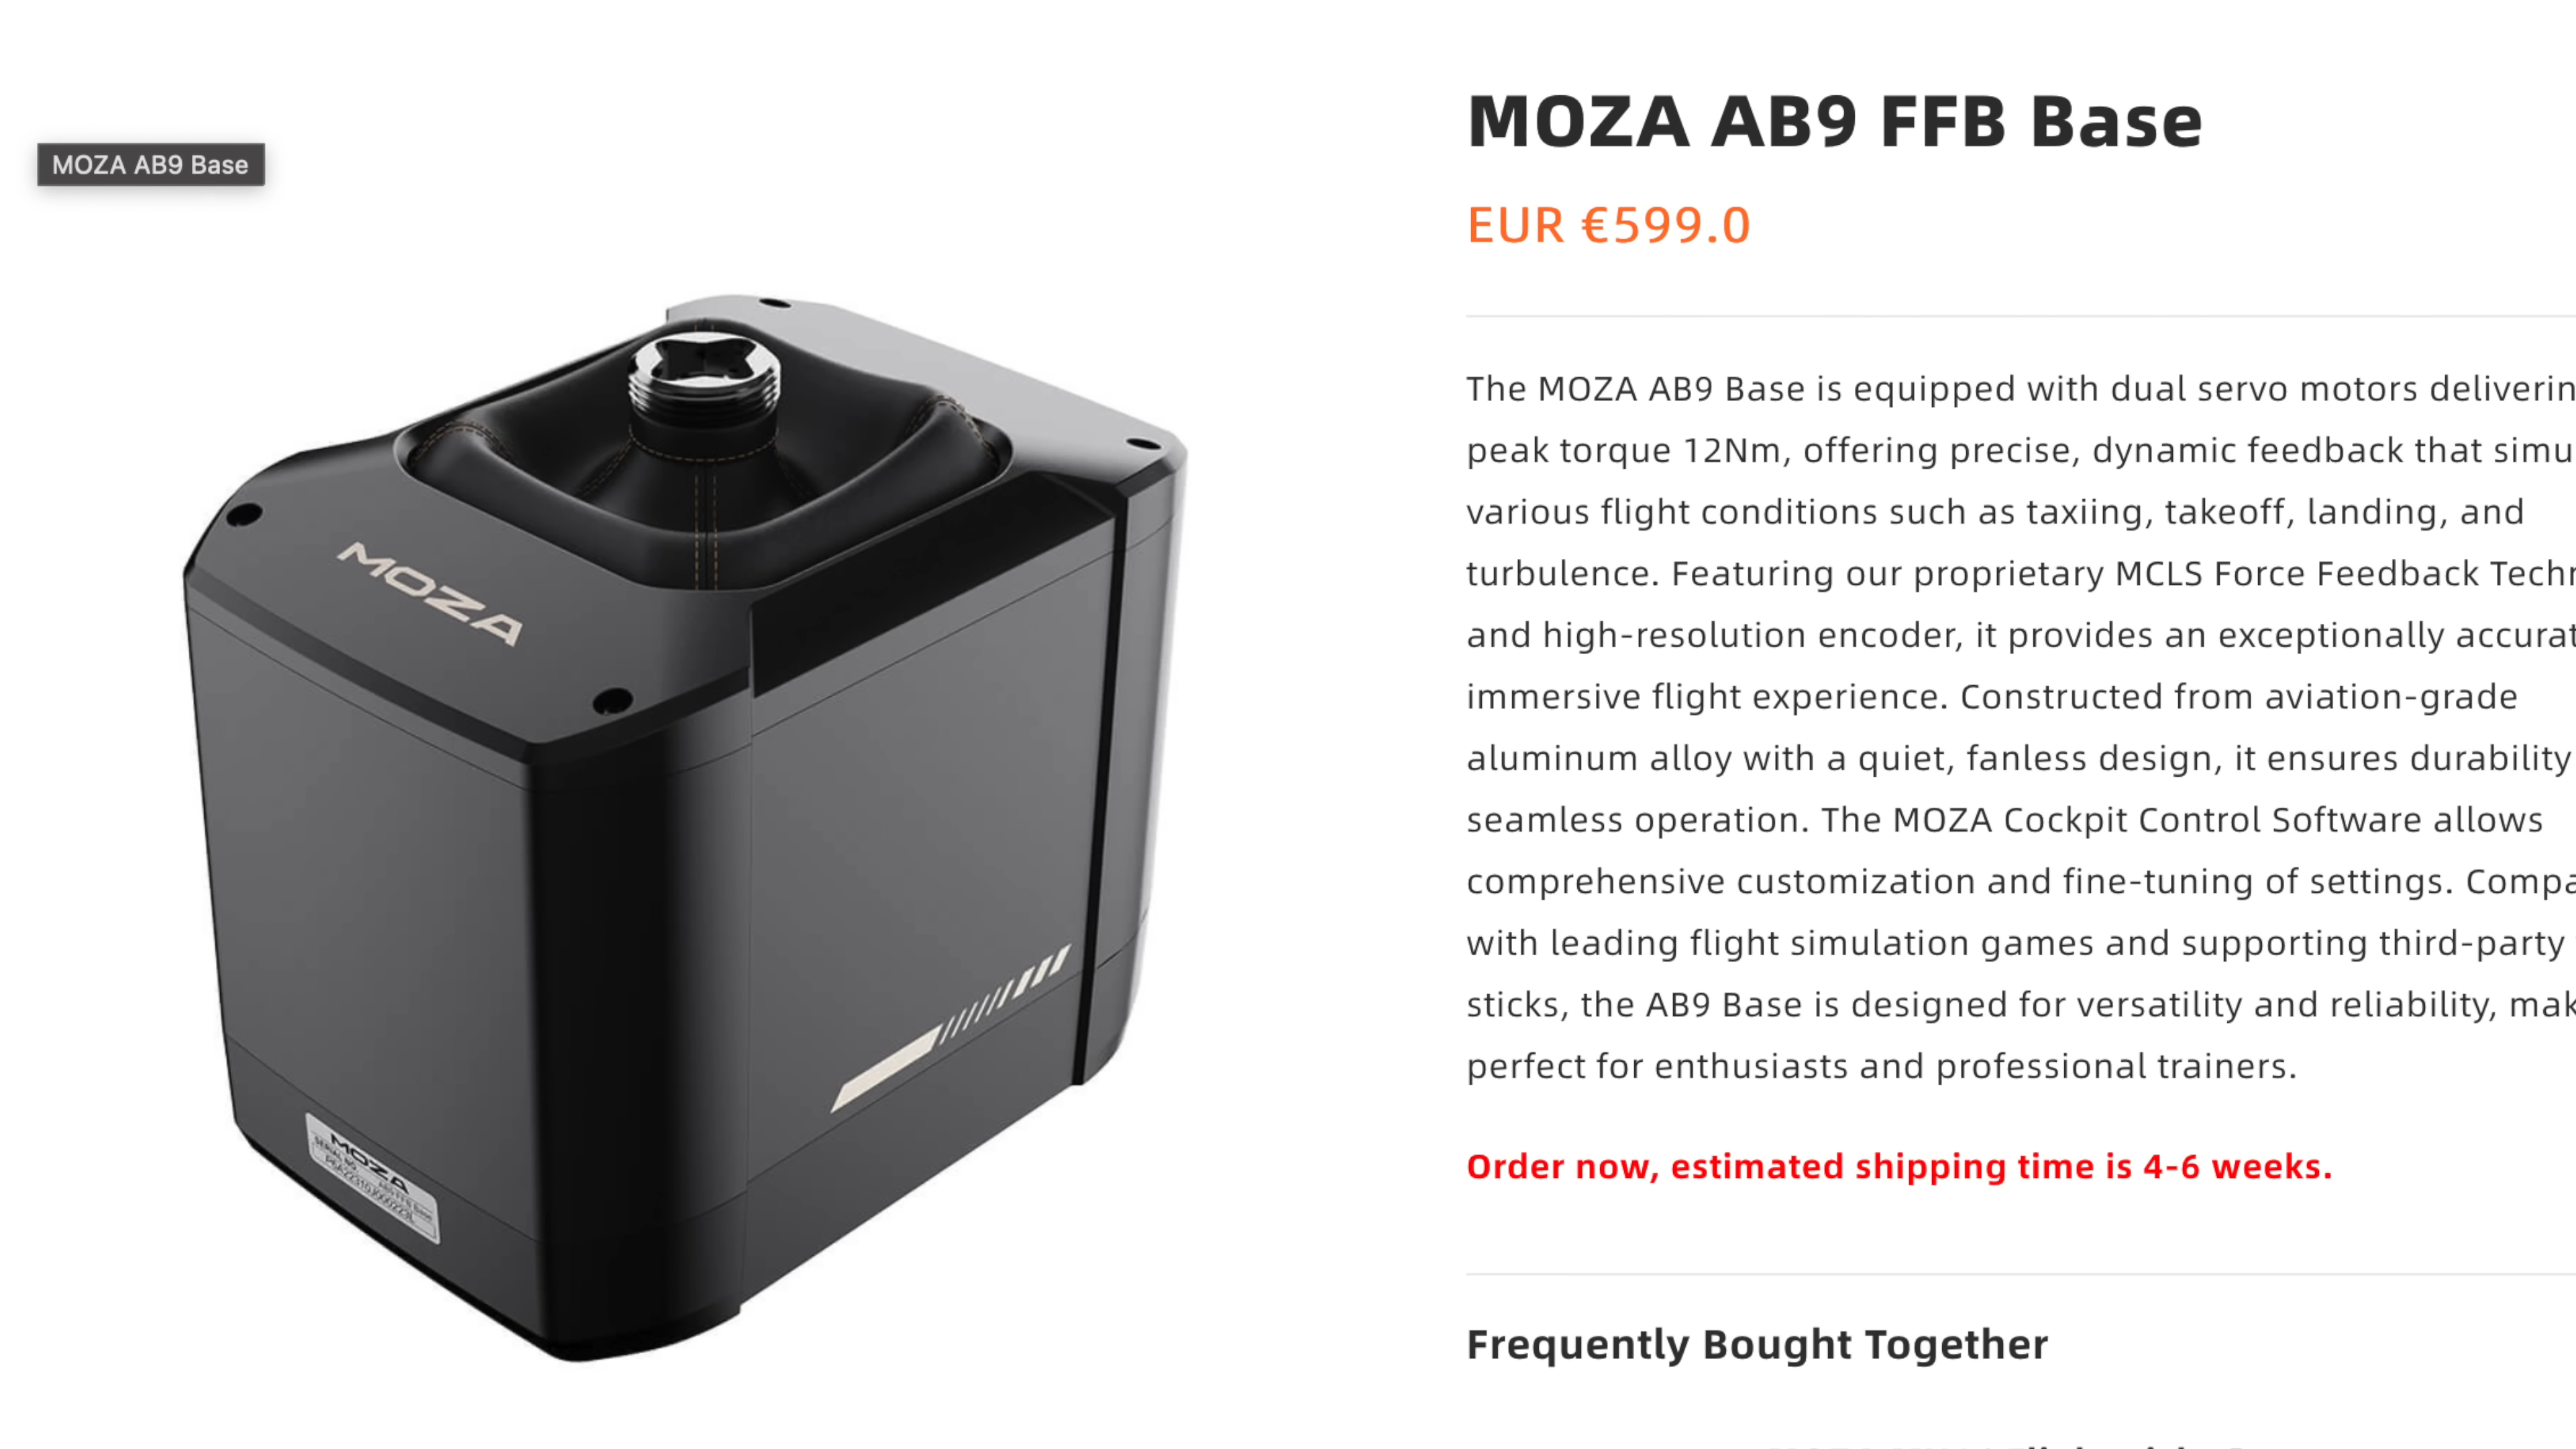 MOZA AB9 Base
MOZA
MOZA
SERIAL NO.
AB9 FFB Base
MOZA AB9 FFB Base
EUR €599.0
The MOZA AB9 Base is equipped with dual servo motors
peak torque 12Nm, offering precise, dynamic feedback that
various flight conditions such as taxiing, takeoff, landing, and
turbulence. Featuring our proprietary MCLS Force Feedback
and high-resolution encoder, it provides an exceptionally
immersive flight experience. Constructed from aviation-grade
aluminum alloy with a quiet, fanless design, it ensures durability
seamless operation. The MOZA Cockpit Control Software allows
comprehensive customization and fine-tuning of settings.
with leading flight simulation games and supporting third-party
sticks, the AB9 Base is designed for versatility and reliability,
perfect for enthusiasts and professional trainers.
Order now, estimated shipping time is 4-6 weeks.
Frequently Bought Together